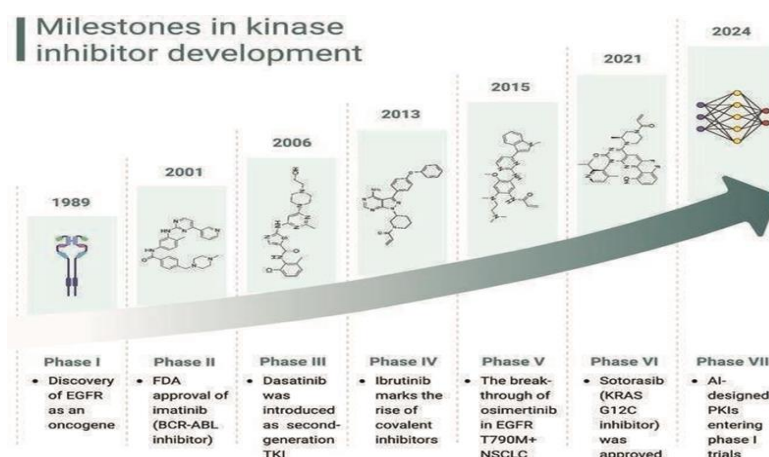 Milestones in kinase
inhibitor development
1989
2001
2006
2013
2015
2021
2024
Phase I
• Discovery
of EGFR
as an
oncogene
Phase II
• FDA
approval of
imatinib
(BCR-ABL
inhibitor)
Phase III
• Dasatinib
was
introduced
as second-
generation
TKI
Phase IV
• Ibrutinib
marks the
rise of
covalent
inhibitors
Phase V
• The break-
through of
osimertinib
in EGFR
T790M+
NSCLC
Phase VI
• Sotorasib
(KRAS
G12C
inhibitor)
was
approved
Phase VII
• AI-
designed
PKIs
entering
phase I
trials